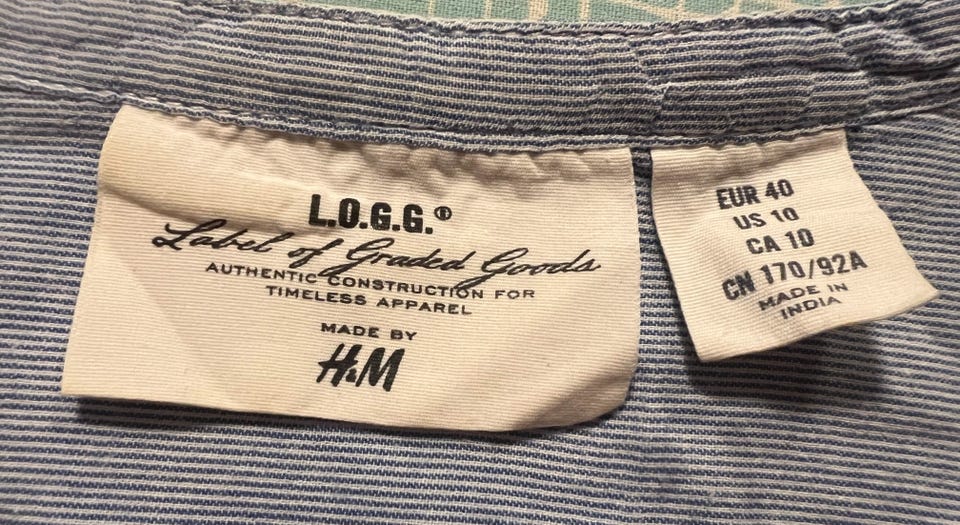 L.O.G.G.®
Label of Graded Goods
AUTHENTIC CONSTRUCTION FOR
TIMELESS APPAREL
MADE BY
H&M
EUR 40
US 10
CA 10
CN 170/92A
MADE IN
INDIA